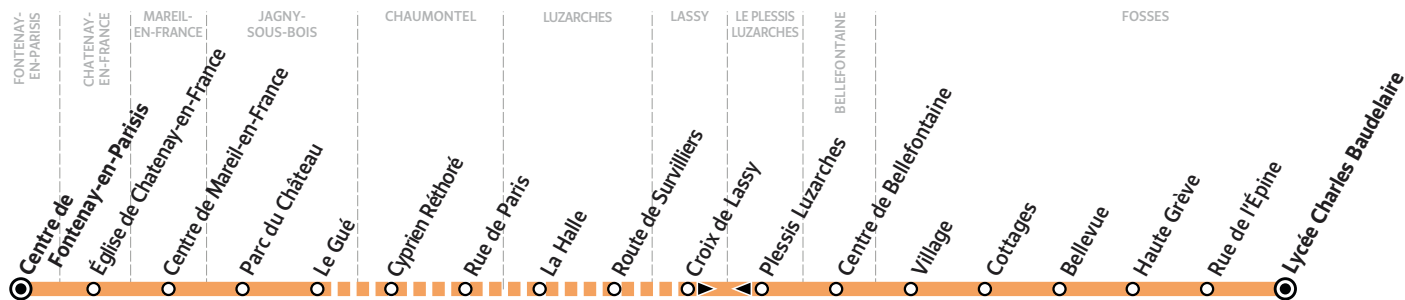 FONTENAY-
EN-PARISIS
CHATENAY-
EN-FRANCE
MAREIL-
EN-FRANCE
JAGNY-
SOUS-BOIS
CHAUMONTEL
LUZARCHES
LASSY
LE PLESSIS
LUZARCHES
BELLEFONTAINE
FOSSES
Centre de
Fontenay-en-Parisis
Église de Chatenay-en-France
Centre de Mareil-en-France
Parc du Château
Le Gué
Cyprien Réthoré
Rue de Paris
La Halle
Route de Survilliers
Croix de Lassy
Plessis Luzarches
Centre de Bellefontaine
Village
Cottages
Bellevue
Haute Grève
Rue de l'Épine
Lycée Charles Baudelaire